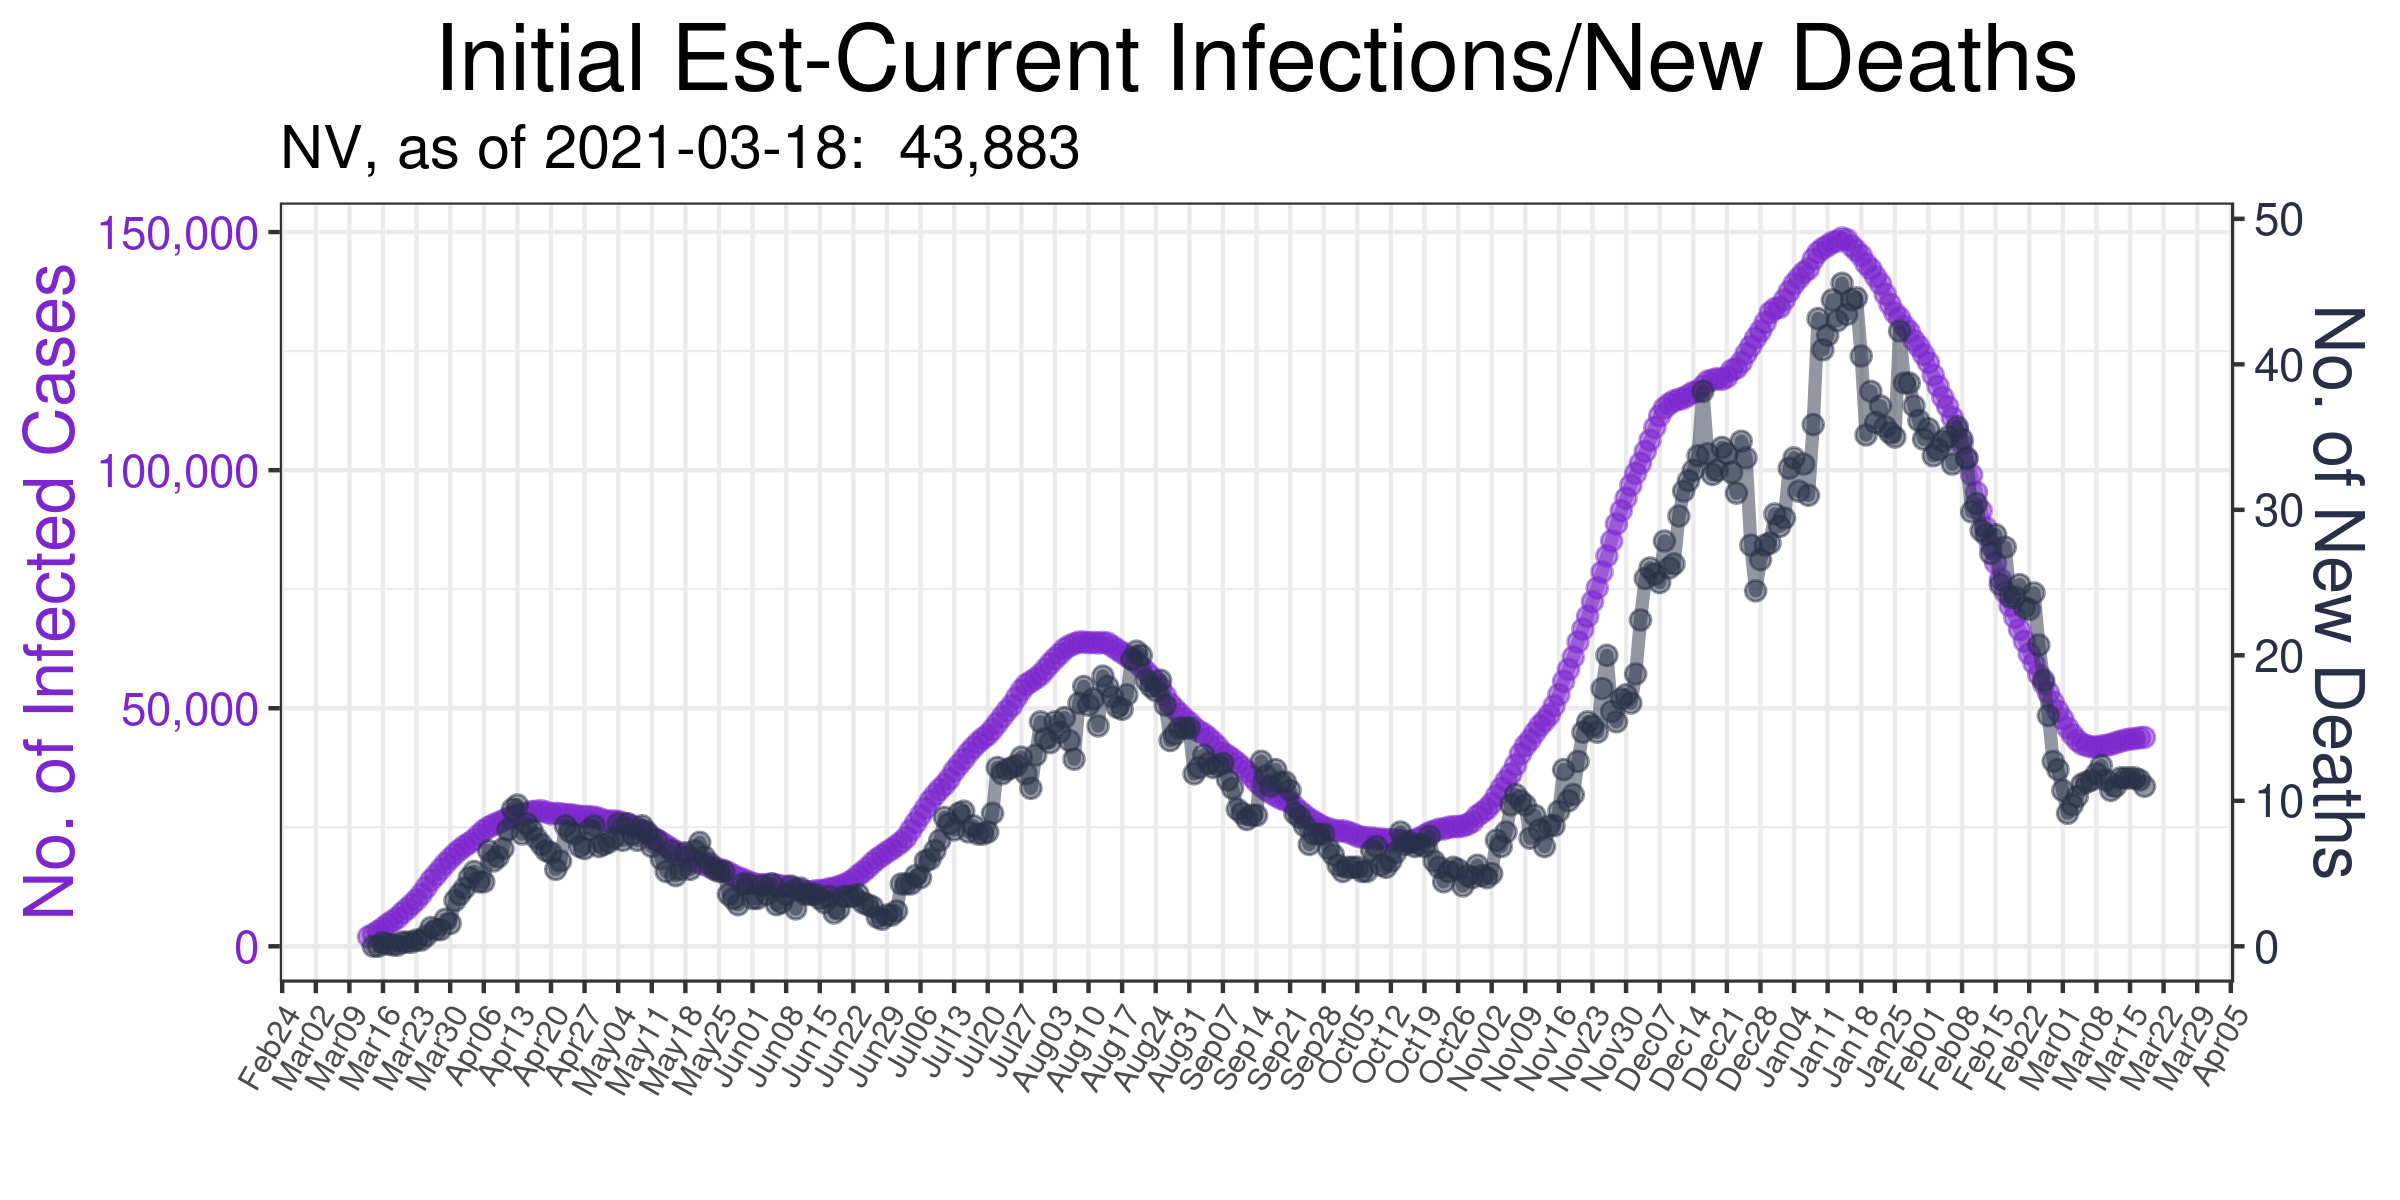 Initial Est-Current Infections/New Deaths
NV, as of 2021-03-18: 43,883
No. of Infected Cases
150,000
100,000
50,000
0
50
40
30
20
10
0
No. of New Deaths
Feb24
Mar02
Mar09
Mar16
Mar23
Mar30
Apr06
Apr13
Apr20
Apr27
May04
May11
May18
May25
Jun01
Jun08
Jun15
Jun22
Jun29
Jul06
Jul13
Jul20
Jul27
Aug03
Aug10
Aug17
Aug24
Aug31
Sep07
Sep14
Sep21
Sep28
Oct05
Oct12
Oct19
Oct26
Nov02
Nov09
Nov16
Nov23
Nov30
Dec07
Dec14
Dec21
Dec28
Jan04
Jan11
Jan18
Jan25
Feb01
Feb08
Feb15
Feb22
Mar01
Mar08
Mar15
Mar22
Mar29
Apr05